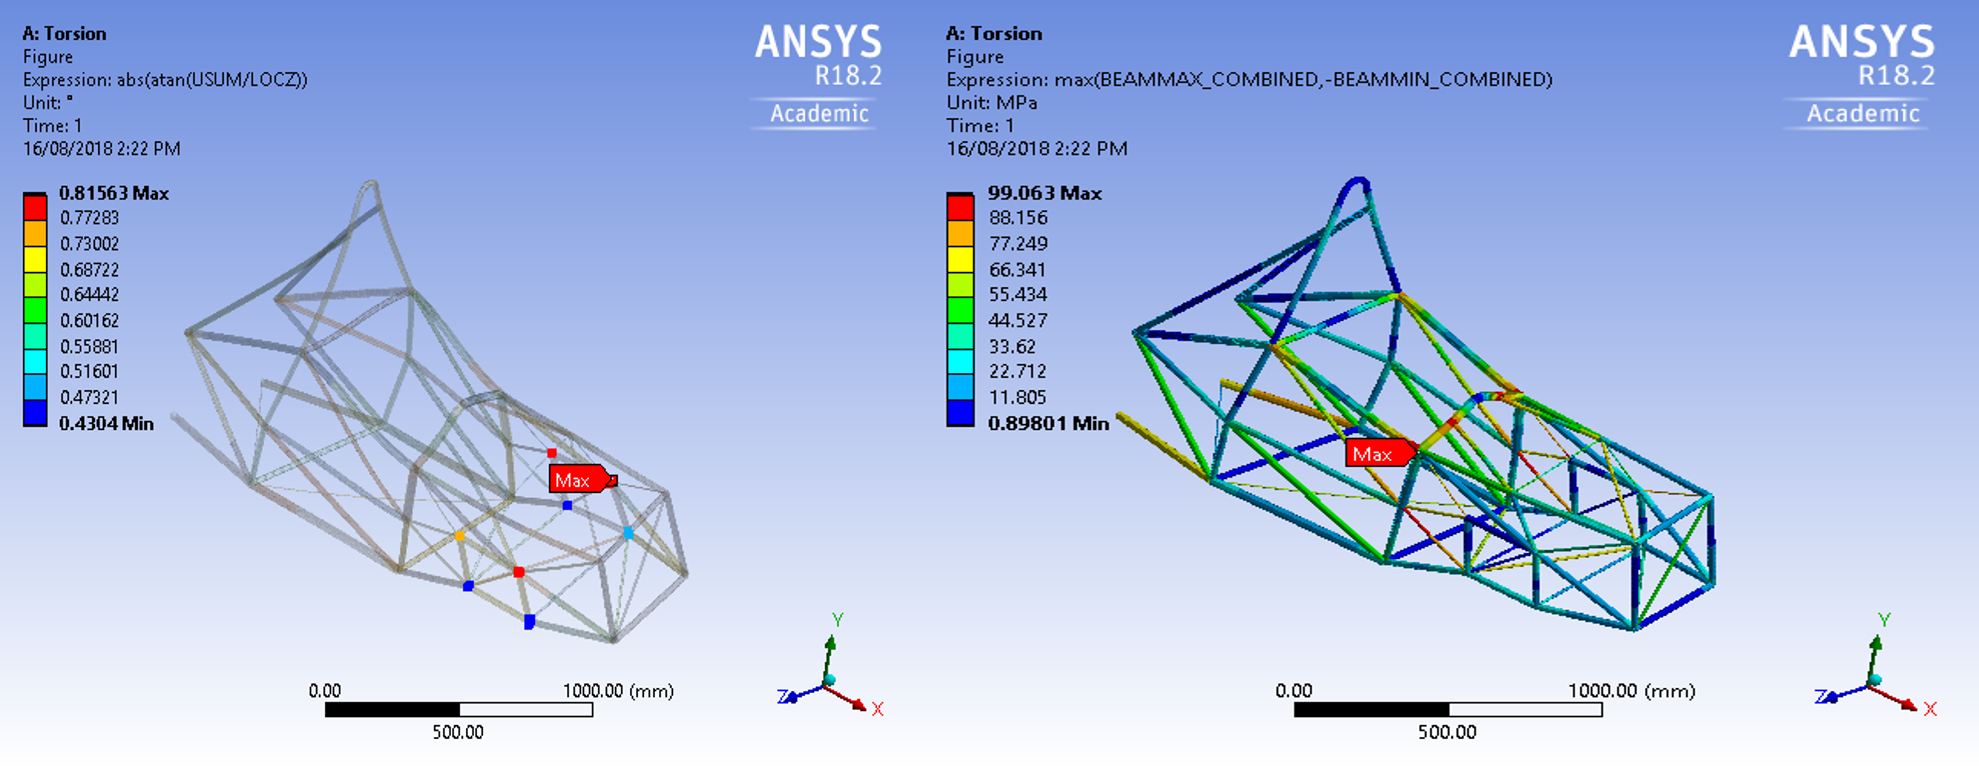 A: Torsion
Figure
Expression: abs(atan(USUM/LOCZ))
Unit: °
Time: 1
16/08/2018 2:22 PM
ANSYS
R18.2
Academic
0.81563 Max
0.77283
0.73002
0.68722
0.64442
0.60162
0.55881
0.51601
0.47321
0.4304 Min
Max
0.00
1000.00 (mm)
500.00
Y
Z
X
A: Torsion
Figure
Expression: max(BEAMMAX_COMBINED,-BEAMMIN_COMBINED)
Unit: MPa
Time: 1
16/08/2018 2:22 PM
ANSYS
R18.2
Academic
99.063 Max
88.156
77.249
66.341
55.434
44.527
33.62
22.712
11.805
0.89801 Min
Max
0.00
1000.00 (mm)
500.00
Y
Z
X